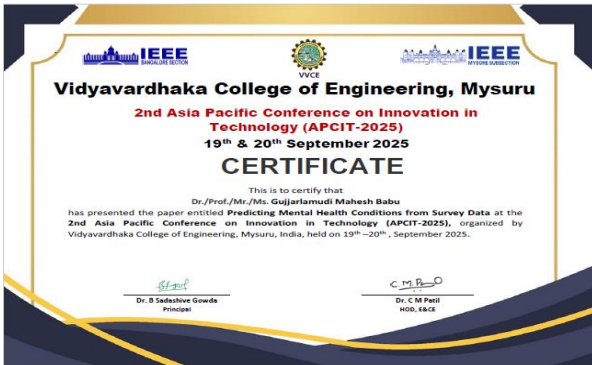 IEEE
BANGALORE SECTION
VVCE
IEEE
MYSORE SUBSECTION
Vidyavardhaka College of Engineering, Mysuru
2nd Asia Pacific Conference on Innovation in
Technology (APCIT-2025)
19th & 20th September 2025
CERTIFICATE
This is to certify that
Dr./Prof./Mr./Ms. Gujjarlamudi Mahesh Babu
has presented the paper entitled Predicting Mental Health Conditions from Survey Data at the
2nd Asia Pacific Conference on Innovation in Technology (APCIT-2025), organized by
Vidyavardhaka College of Engineering, Mysuru, India, held on 19th –20th , September 2025.
Dr. B Sadashive Gowda
Principal
Dr. C M Patil
HOD, E&CE